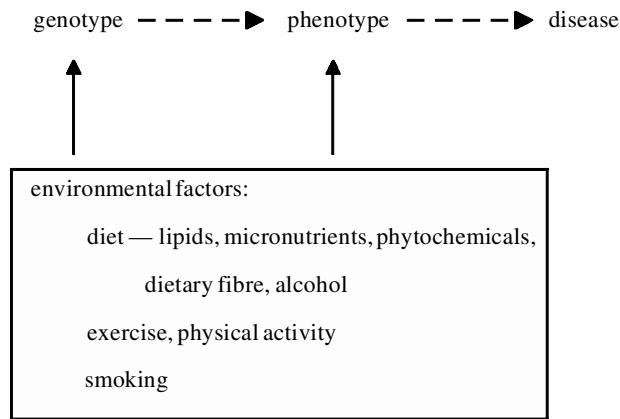 genotype phenotype disease
environmental factors:
diet — lipids, micronutrients, phytochemicals,
dietary fibre, alcohol
exercise, physical activity
smoking